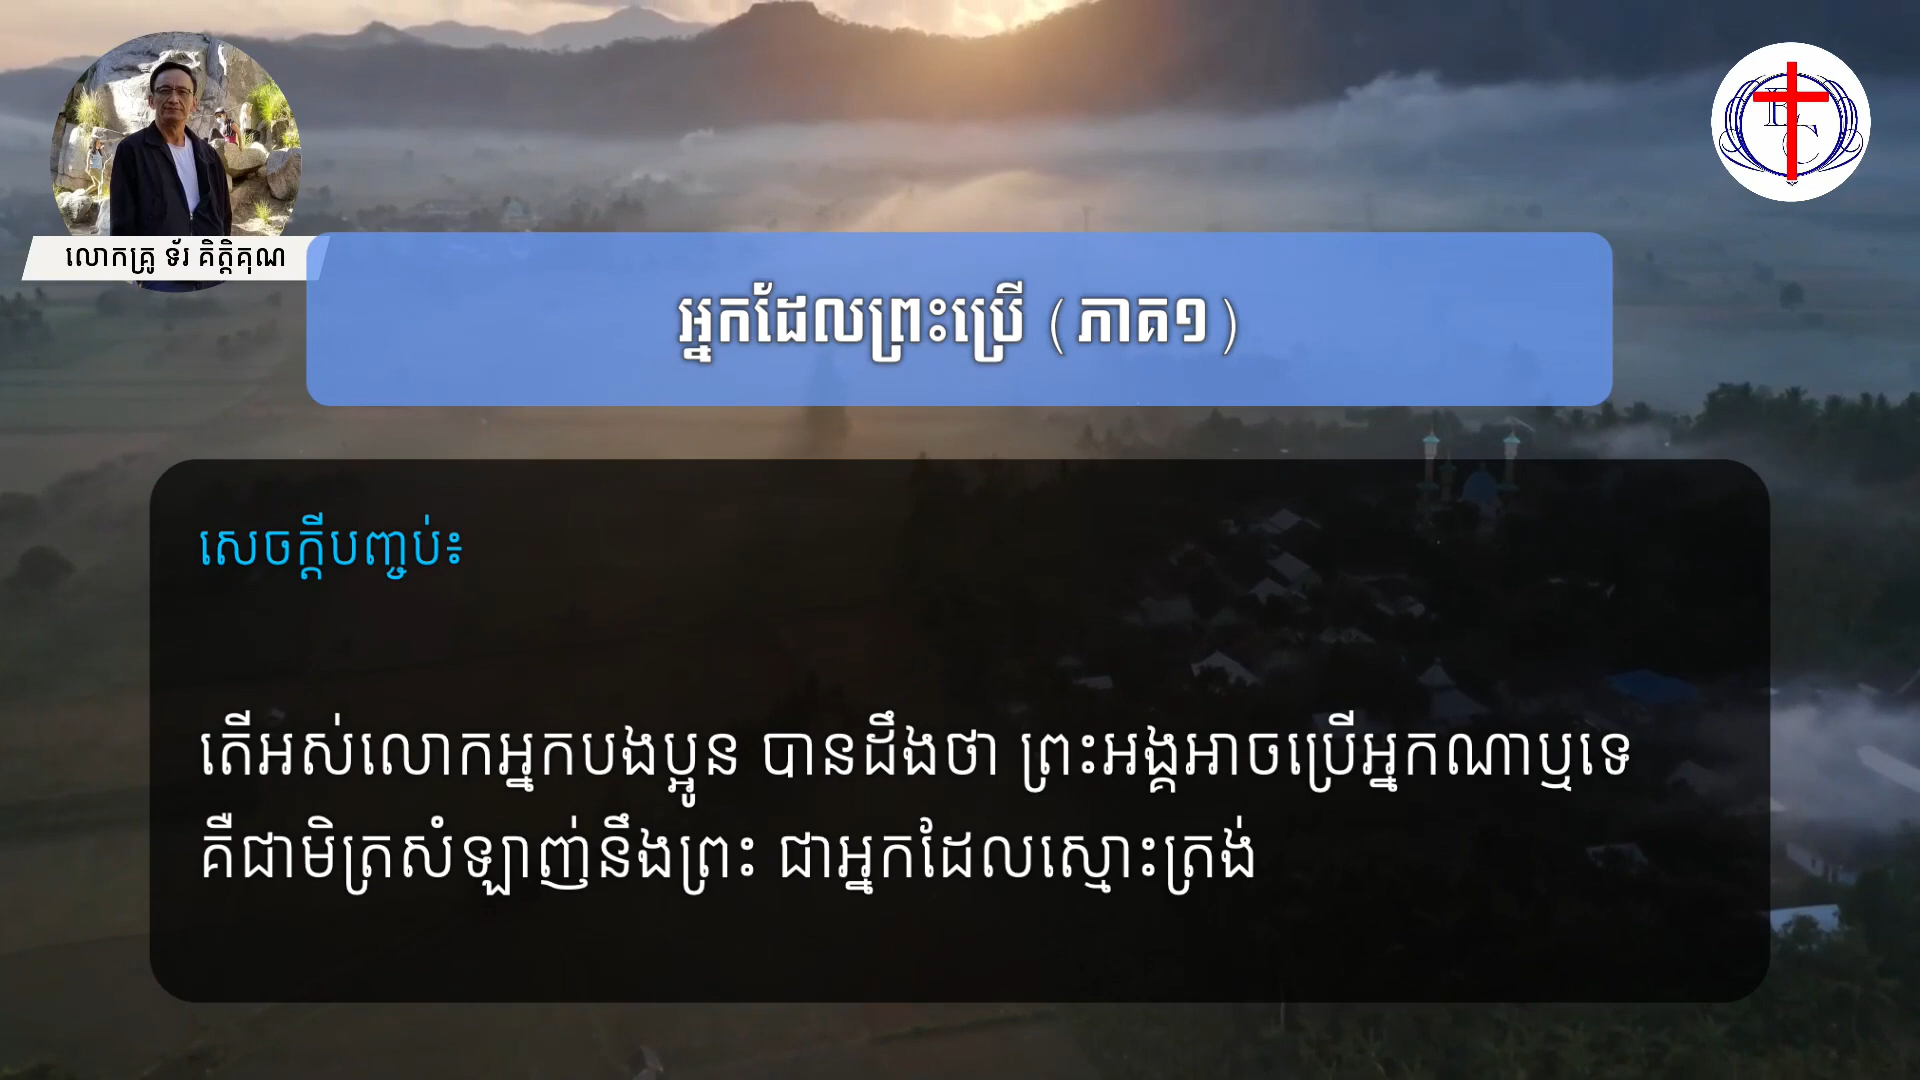 លោកគ្រូ ទ័រ គិត្តិគុណ
EC
អ្នកដែលព្រះប្រើ (ភាគ១)
សេចក្តីបញ្ចប់៖
តើអស់លោកអ្នកបងប្អូន បានដឹងថា ព្រះអង្គអាចប្រើអ្នកណាឬទេ
គឺជាមិត្រសំឡាញ់នឹងព្រះ ជាអ្នកដែលស្មោះត្រង់